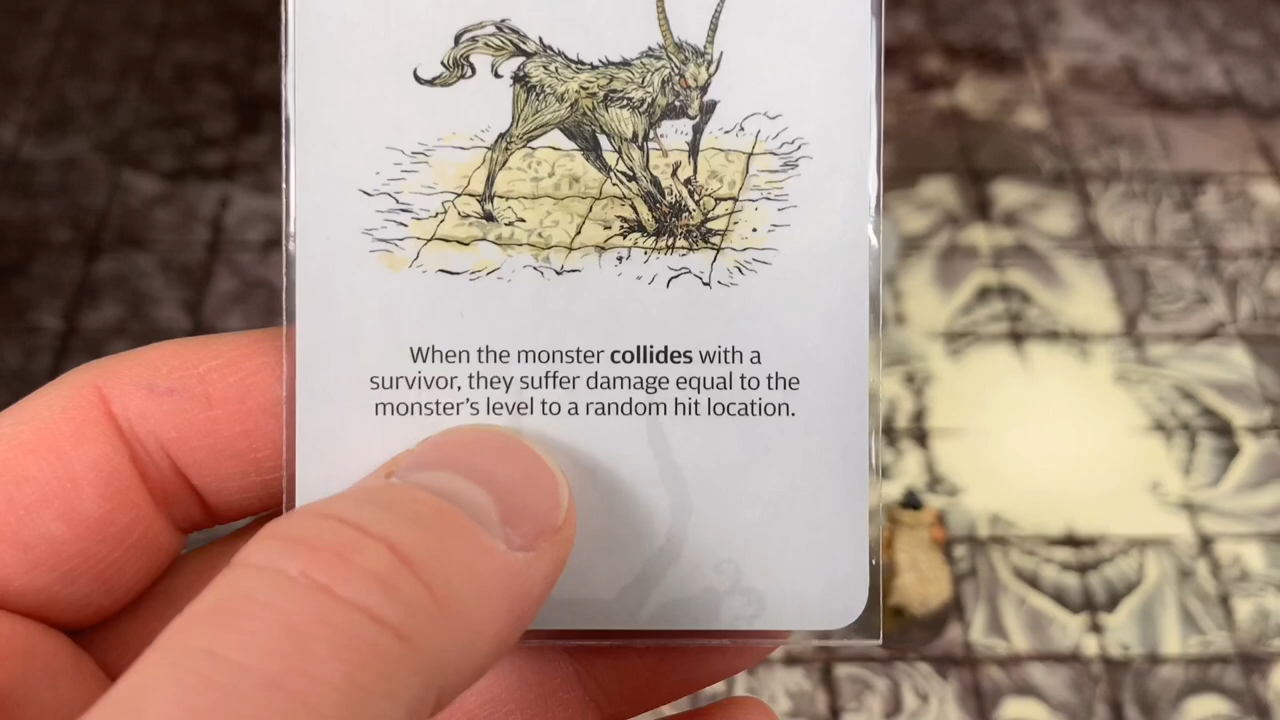 When the monster collides with a
survivor, they suffer damage equal to the
monster's level to a random hit location.